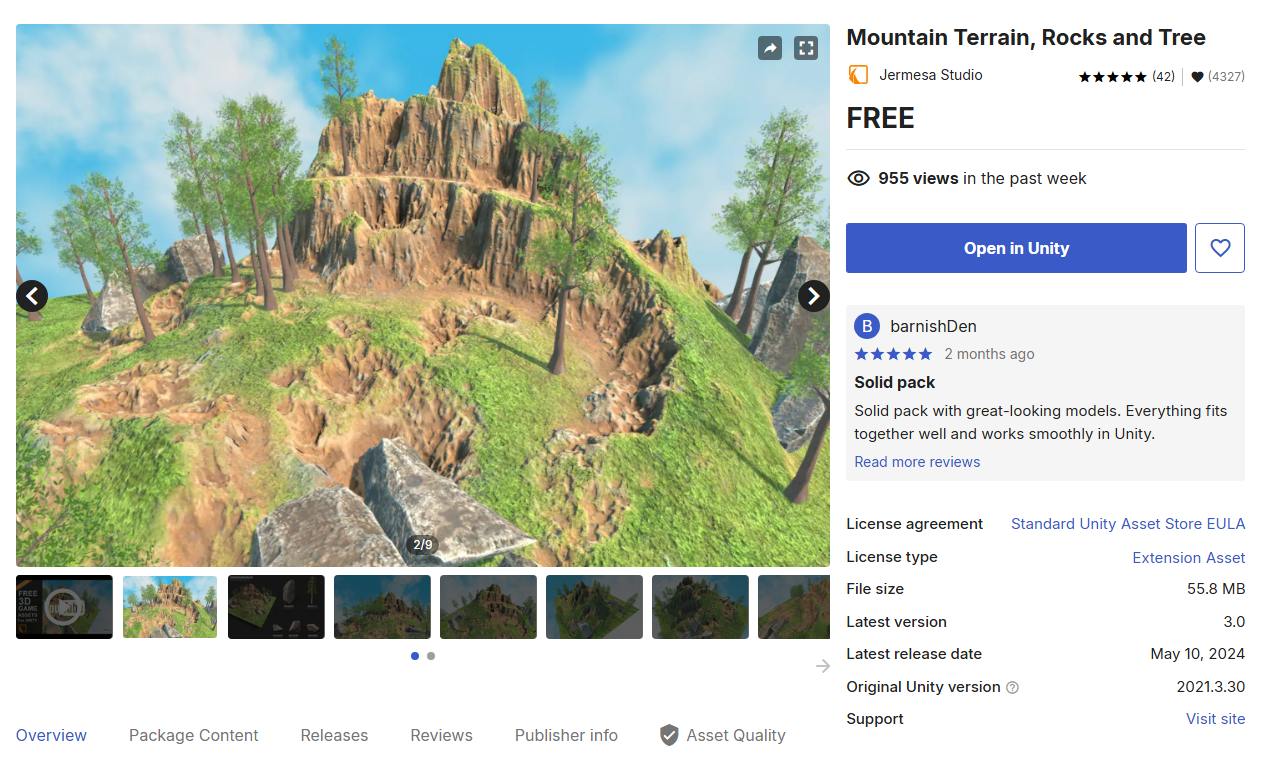 Mountain Terrain, Rocks and Tree
Jermesa Studio
(42)
(4327)
FREE
955 views in the past week
Open in Unity
B
barnishDen
2 months ago
Solid pack
Solid pack with great-looking models. Everything fits
together well and works smoothly in Unity.
Read more reviews
License agreement
Standard Unity Asset Store EULA
License type
Extension Asset
File size
55.8 MB
Latest version
3.0
Latest release date
May 10, 2024
Original Unity version
2021.3.30
Support
Visit site
2/9
FREE
3D
GAME
ASSETS
Overview
Package Content
Releases
Reviews
Publisher info
Asset Quality